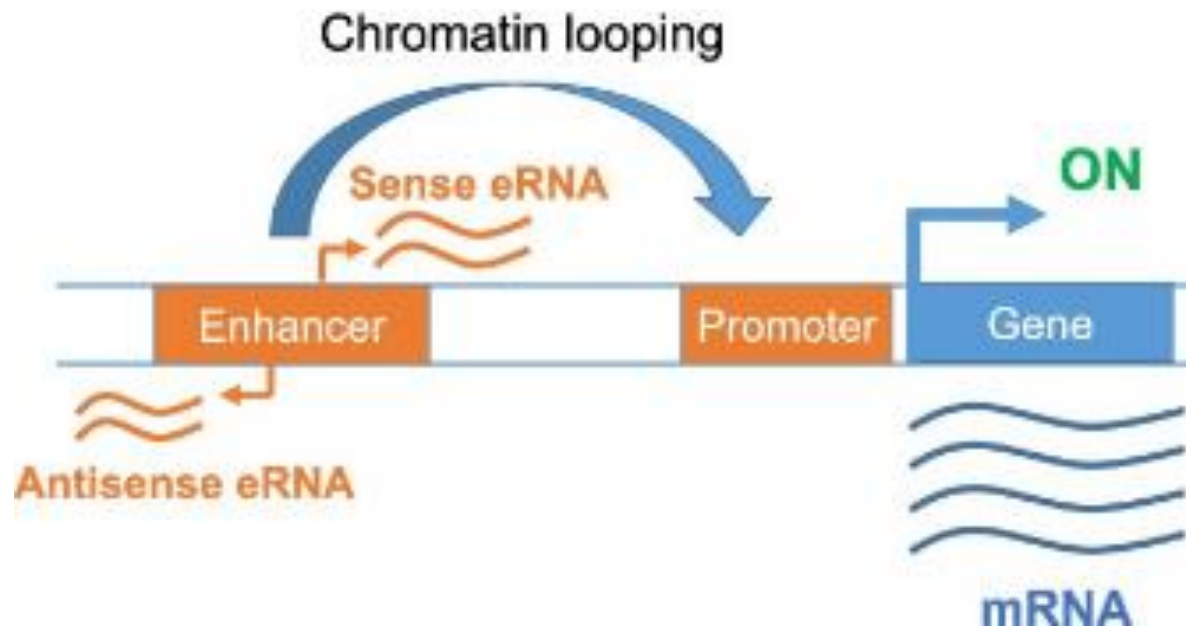 Chromatin looping
ON
Sense eRNA
Enhancer
Promoter
Gene
Antisense eRNA
mRNA